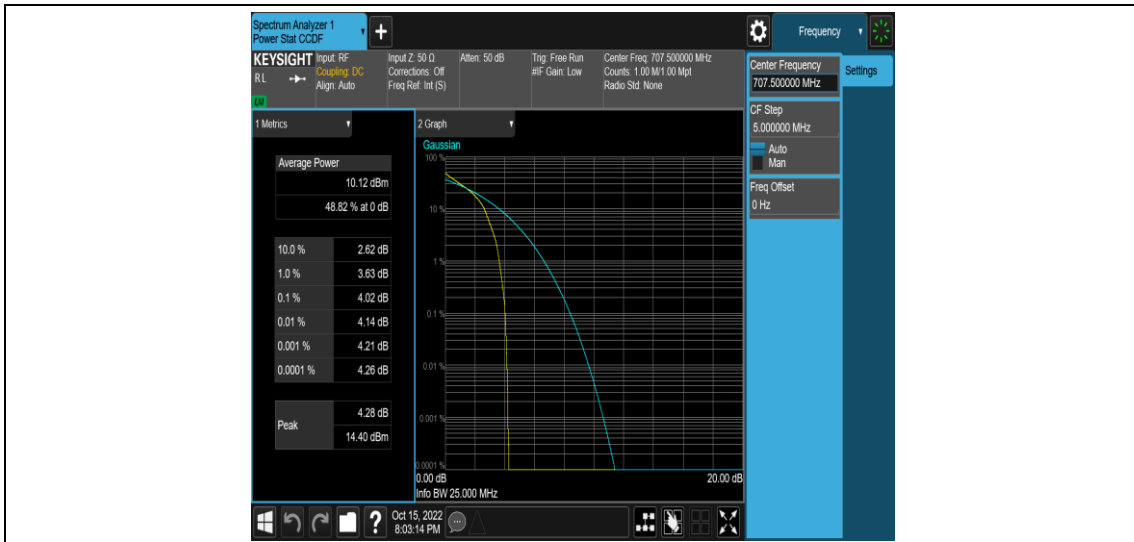 Spectrum Analyzer 1
Power Stat CCDF
Frequency
KEYSIGHT
RL
LXI
Input: RF
Coupling: DC
Align: Auto
Input Z: 50 Ω
Corrections: Off
Freq Ref: Int (S)
Atten: 50 dB
Trig: Free Run
#IF Gain: Low
Center Freq: 707.500000 MHz
Counts: 1.00 M/1.00 Mpt
Radio Std: None
Center Frequency
707.500000 MHz
Settings
CF Step
5.000000 MHz
Auto
Man
Freq Offset
0 Hz
1 Metrics
Average Power
10.12 dBm
48.82 % at 0 dB
10.0 % 2.62 dB
1.0 % 3.63 dB
0.1 % 4.02 dB
0.01 % 4.14 dB
0.001 % 4.21 dB
0.0001 % 4.26 dB
Peak 4.28 dB
14.40 dBm
2 Graph
Gaussian
100 %
10 %
1 %
0.1 %
0.01 %
0.001 %
0.0001 %
0.00 dB 20.00 dB
Info BW 25.000 MHz
?
Oct 15, 2022
8:03:14 PM